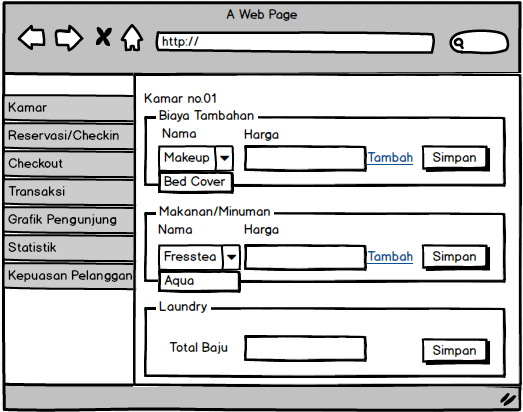 A Web Page
http://
Kamar
Reservasi/Checkin
Checkout
Transaksi
Grafik Pengunjung
Statistik
Kepuasan Pelanggan
Kamar no.01
Biaya Tambahan
Nama Harga
Makeup Tambah Simpan
Bed Cover
Makanan/Minuman
Nama Harga
Fresstea Tambah Simpan
Aqua
Laundry
Total Baju Simpan